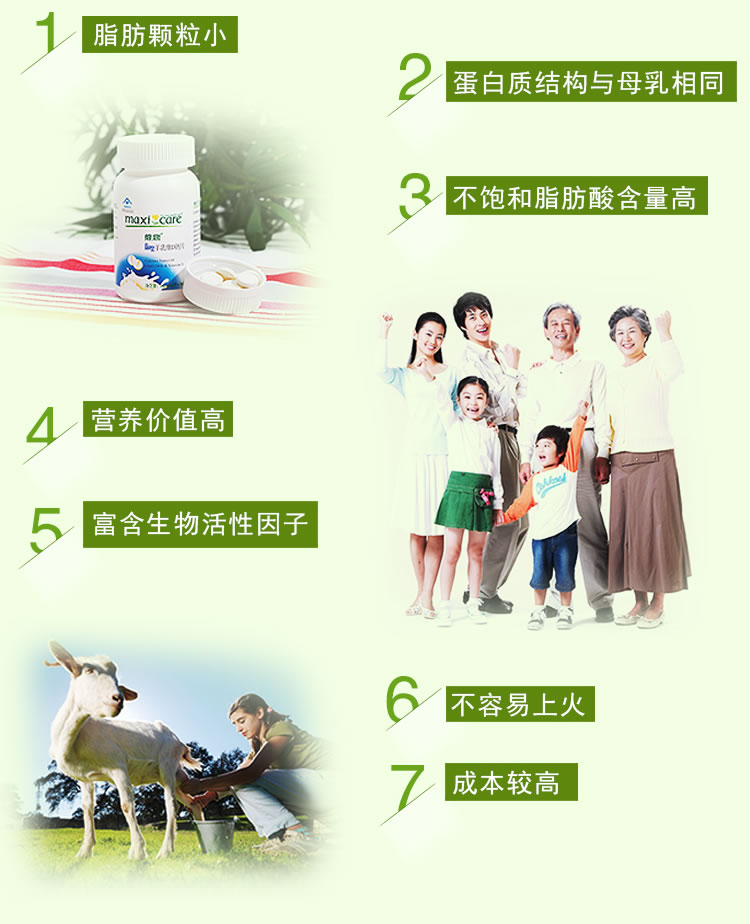 1 脂肪颗粒小
2 蛋白质结构与母乳相同
3 不饱和脂肪酸含量高
maxi care
4 营养价值高
5 富含生物活性因子
6 不容易上火
7 成本较高